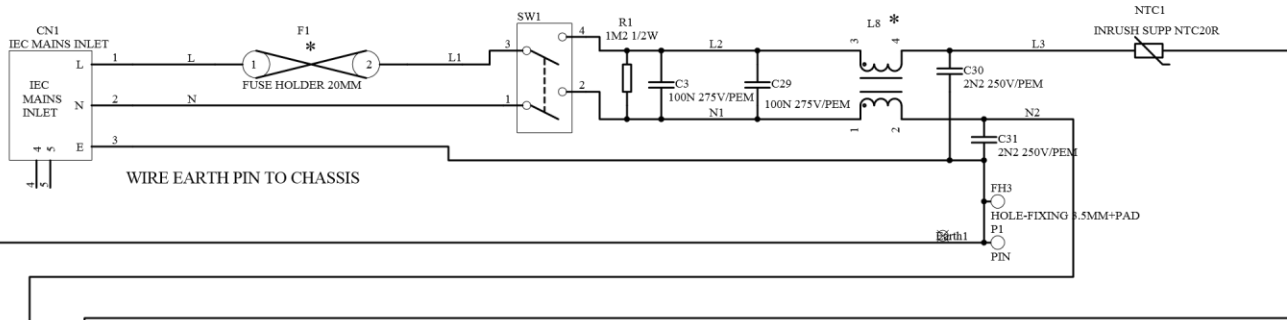 CN1
IEC MAINS INLET
IEC
MAINS
INLET
L
N
E
1
2
3
4
5
4
5
L
N
WIRE EARTH PIN TO CHASSIS
F1
*
1
2
FUSE HOLDER 20MM
L1
SW1
3
4
1
2
R1
1M2 1/2W
L2
C3
100N 275V/PEM
C29
100N 275V/PEM
N1
L8 *
3
4
1
2
C30
2N2 250V/PEM
L3
NTC1
INRUSH SUPP NTC20R
N2
C31
2N2 250V/PEM
FH3
HOLE-FIXING 3.5MM+PAD
Earth1
P1
PIN